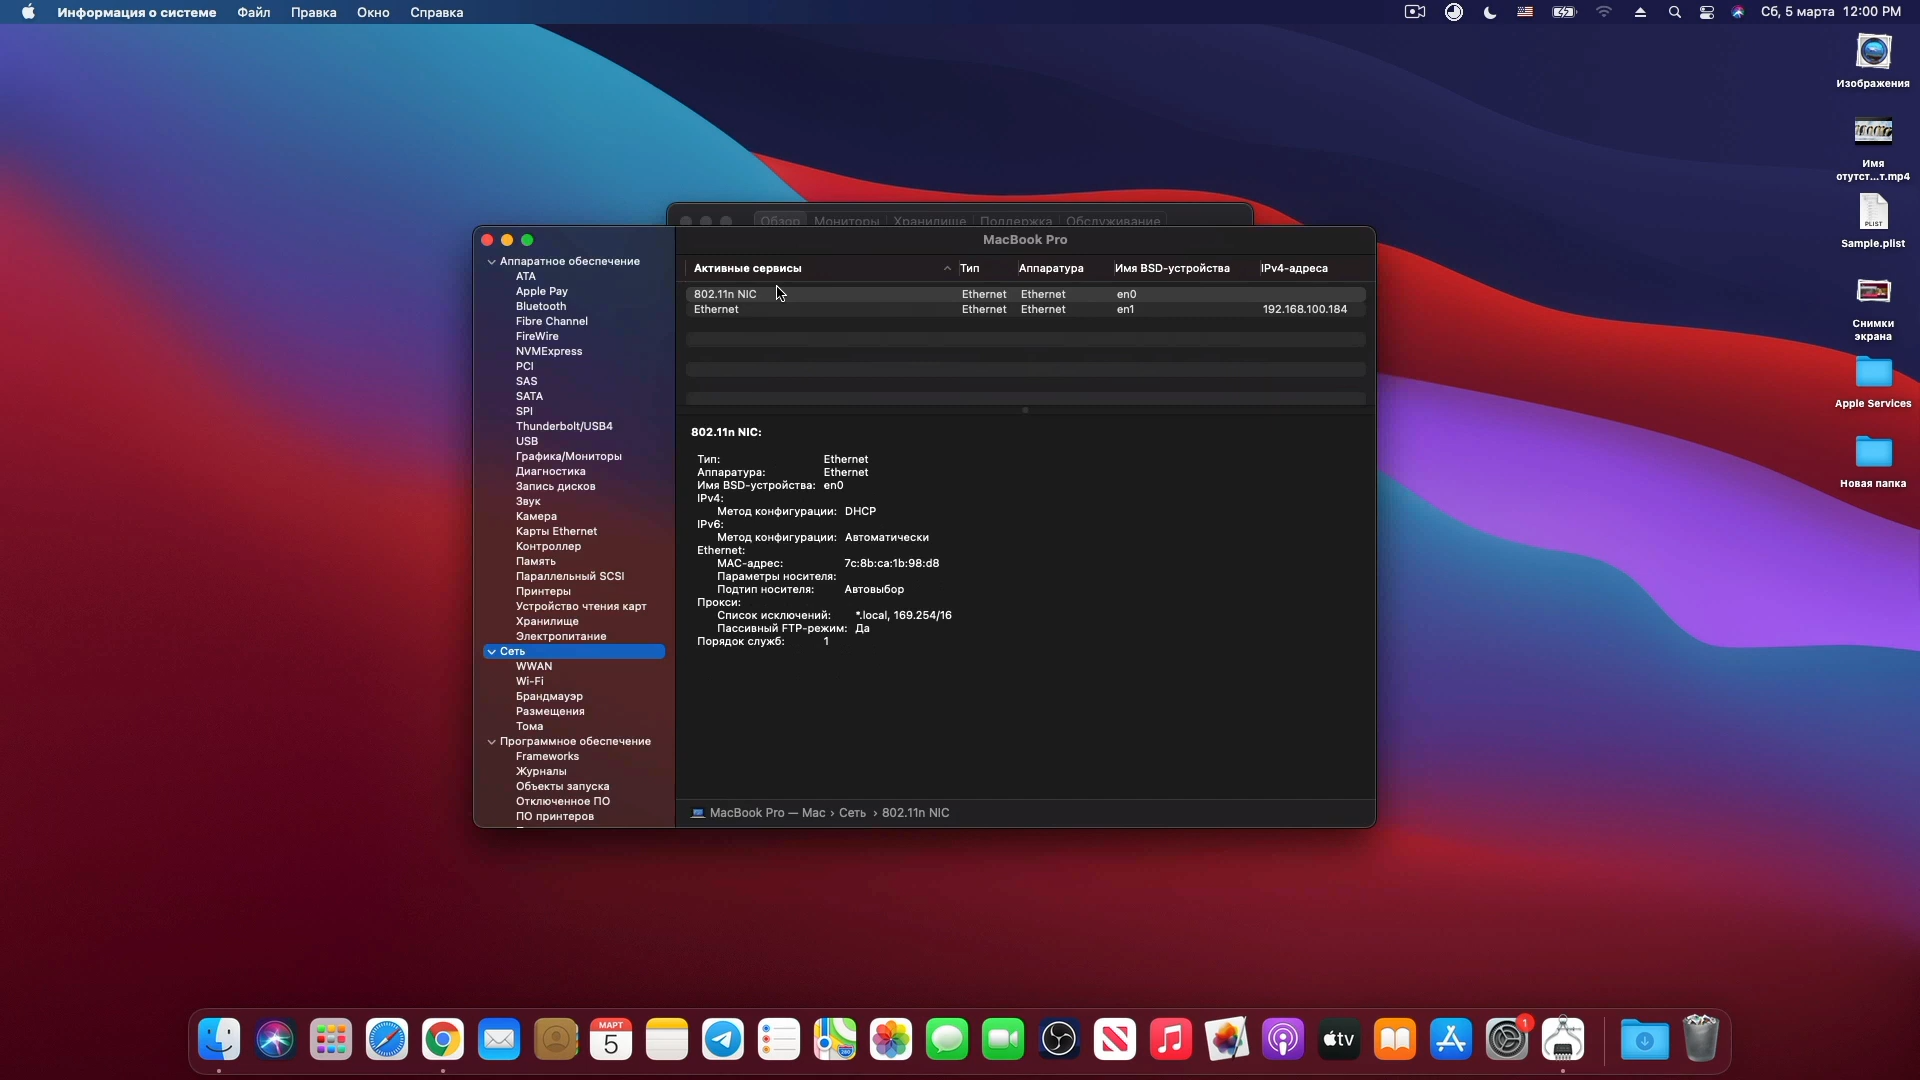 Информация о системе Файл Правка Окно Справка Сб, 5 марта 12:00 PM
Изображения
Имя
отутст...т.mp4
PLIST
Sample.plist
Снимки
экрана
Apple Services
Новая папка
Обзор Мониторы Хранилище Поддержка Обслуживание
MacBook Pro
Аппаратное обеспечение
ATA
Apple Pay
Bluetooth
Fibre Channel
FireWire
NVMExpress
PCI
SAS
SATA
SPI
Thunderbolt/USB4
USB
Графика/Мониторы
Диагностика
Запись дисков
Звук
Камера
Карты Ethernet
Контроллер
Память
Параллельный SCSI
Принтеры
Устройство чтения карт
Хранилище
Электропитание
Сеть
WWAN
Wi-Fi
Брандмауэр
Размещения
Тома
Программное обеспечение
Frameworks
Журналы
Объекты запуска
Отключенное ПО
ПО принтеров
Активные сервисы Тип Аппаратура Имя BSD-устройства IPv4-адреса
802.11n NIC Ethernet Ethernet en0
Ethernet Ethernet Ethernet en1 192.168.100.184
802.11n NIC:
Тип: Ethernet
Аппаратура: Ethernet
Имя BSD-устройства: en0
IPv4:
Метод конфигурации: DHCP
IPv6:
Метод конфигурации: Автоматически
Ethernet:
MAC-адрес: 7c:8b:ca:1b:98:d8
Параметры носителя:
Подтип носителя: Автовыбор
Прокси:
Список исключений: *.local, 169.254/16
Пассивный FTP-режим: Да
Порядок служб: 1
MacBook Pro — Mac › Сеть › 802.11n NIC
МАРТ
5
280
tv
1